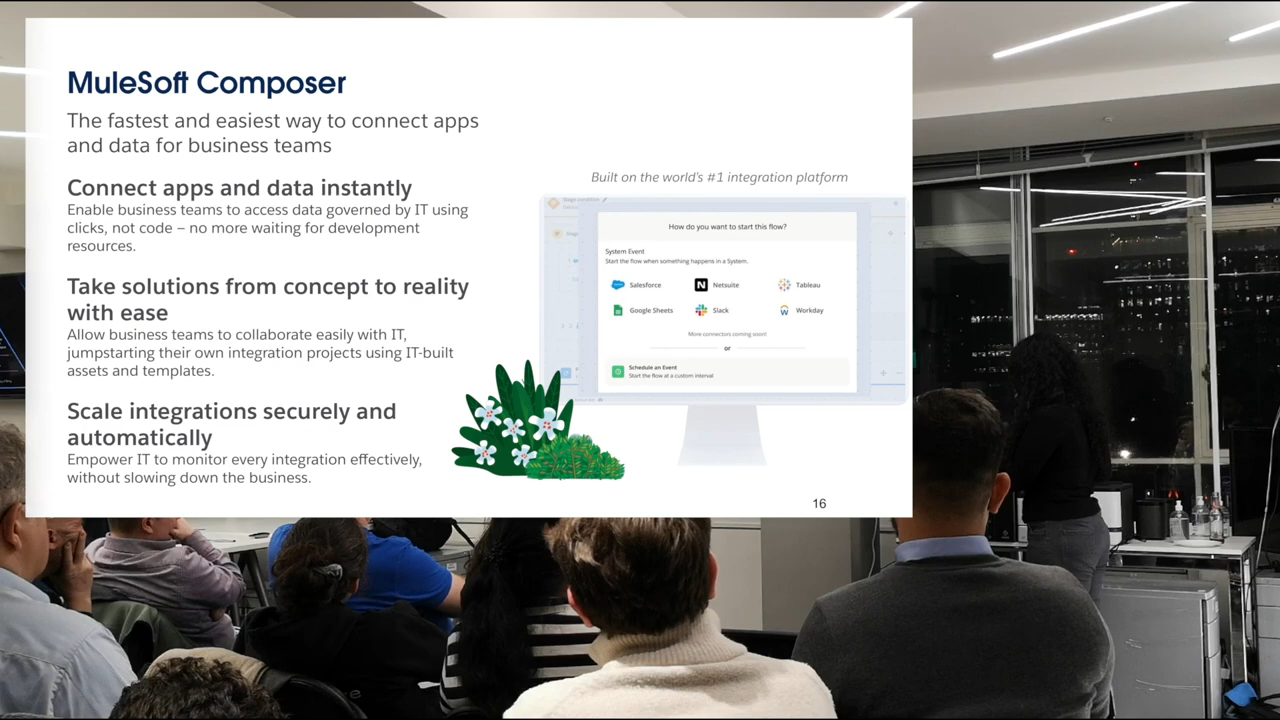 MuleSoft Composer
The fastest and easiest way to connect apps
and data for business teams
Connect apps and data instantly
Enable business teams to access data governed by IT using
clicks, not code – no more waiting for development
resources.
Take solutions from concept to reality
with ease
Allow business teams to collaborate easily with IT,
jumpstarting their own integration projects using IT-built
assets and templates.
Scale integrations securely and
automatically
Empower IT to monitor every integration effectively,
without slowing down the business.
Built on the world's #1 integration platform
How do you want to start this flow?
System Event
Start the flow when something happens in a System.
Salesforce
Netsuite
Tableau
Google Sheets
Slack
Workday
More connectors coming soon!
or
Schedule an Event
Start the flow at a custom interval
16